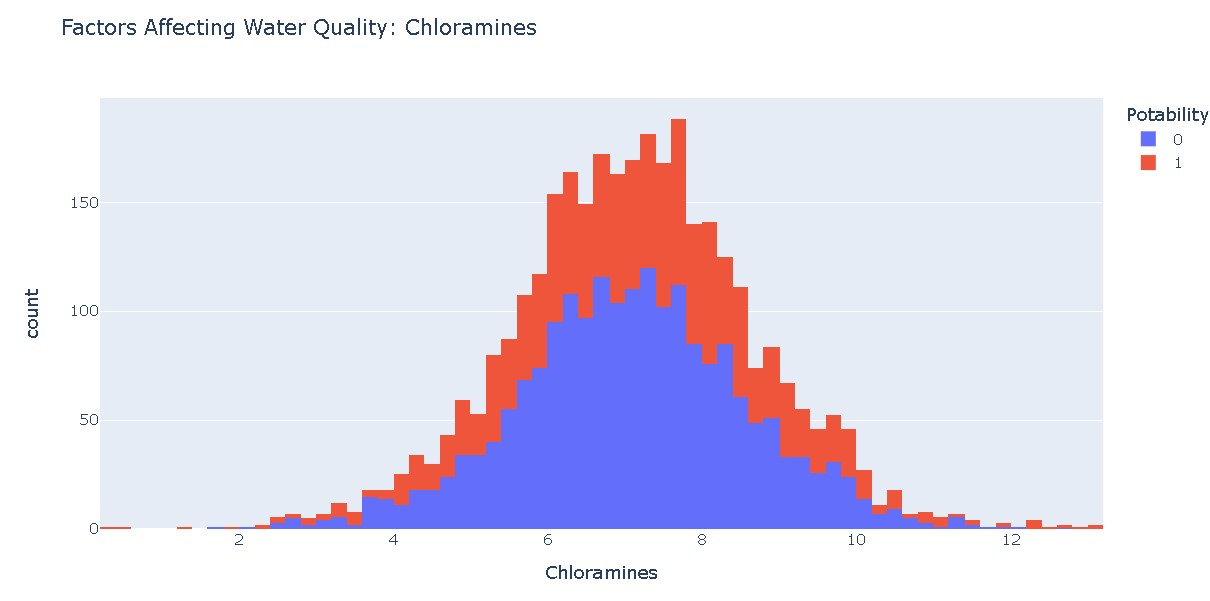 Factors Affecting Water Quality: Chloramines
Potability
0
1
150
100
50
0
count
2 4 6 8 10 12
Chloramines